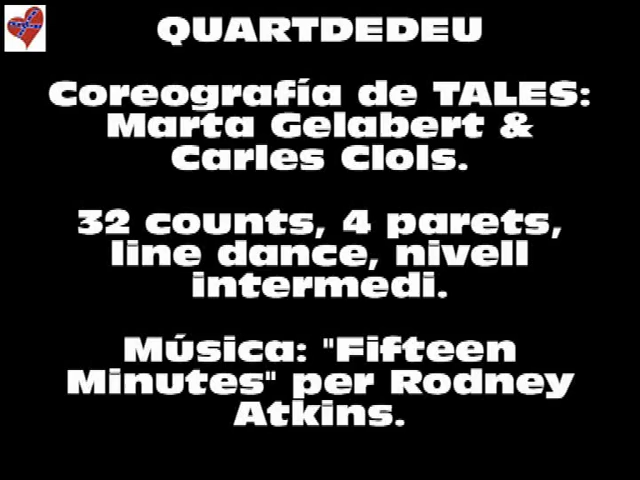 QUARTDEDEU
Coreografía de TALES:
Marta Gelabert &
Carles Clols.
32 counts, 4 parets,
line dance, nivell
intermedi.
Música: "Fifteen
Minutes" per Rodney
Atkins.